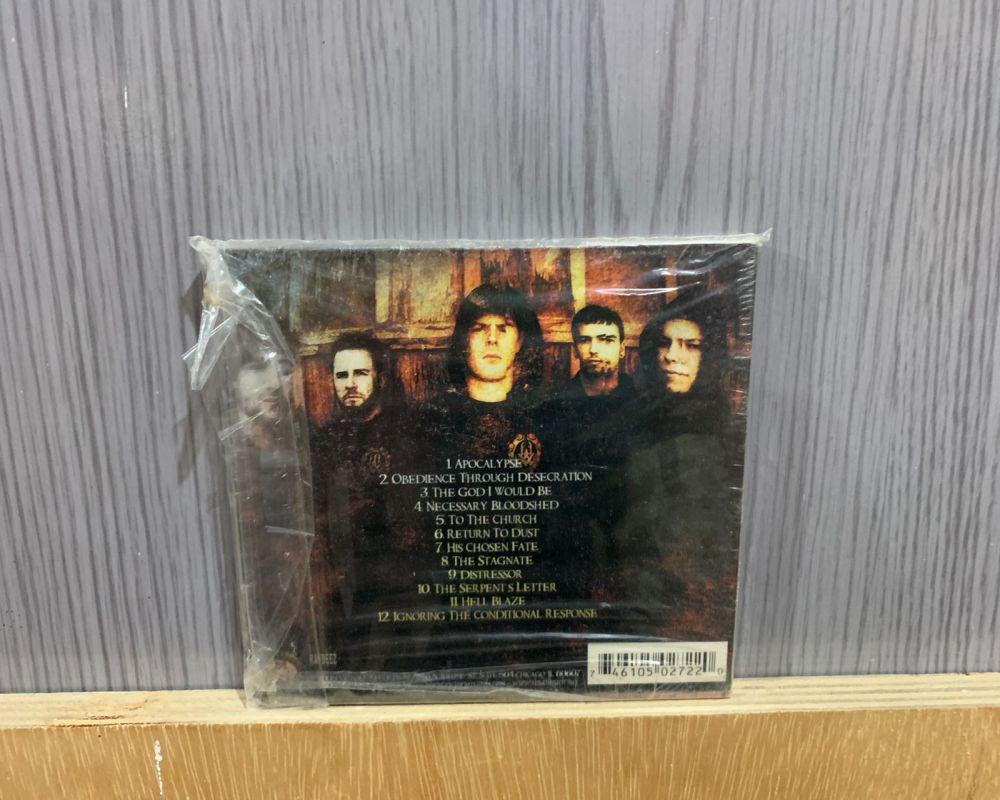 1. Apocalypse
2. Obedience Through Desecration
3. The God I Would Be
4. Necessary Bloodshed
5. To The Church
6. Return To Dust
7. His chosen Fate
8. The Stagnate
9. Distressor
10. The Serpent's Letter
11. Hell Blaze
12. Ignoring The conditional Response
7 46105 02722 0